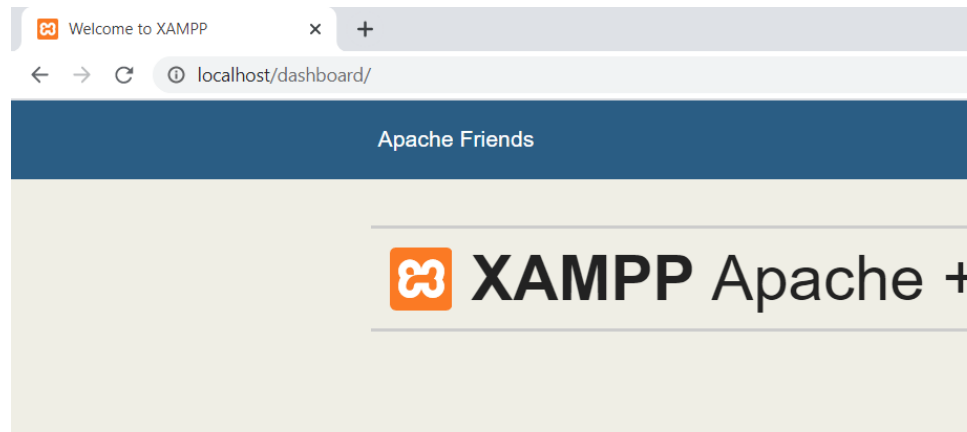 Welcome to XAMPP
localhost/dashboard/
Apache Friends
XAMPP Apache +